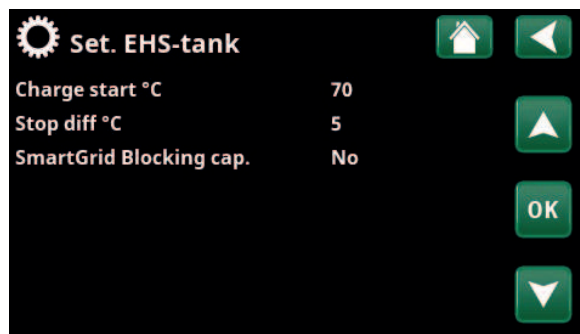 Set. EHS-tank
Charge start °C 70
Stop diff °C 5
SmartGrid Blocking cap. No
OK